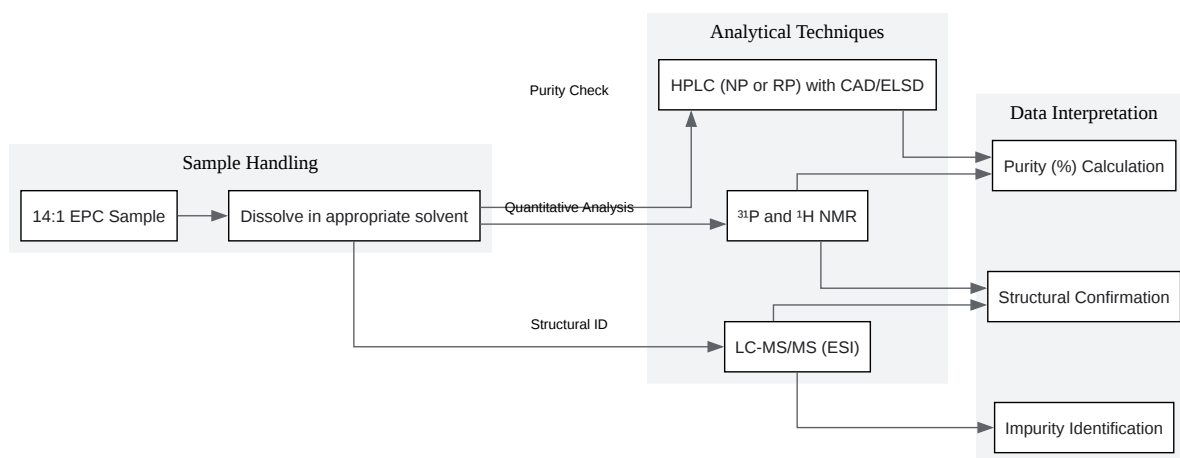 Analytical Techniques
HPLC (NP or RP) with CAD/ELSD
Purity Check
Data Interpretation
Purity (%) Calculation
Sample Handling
14:1 EPC Sample
Dissolve in appropriate solvent
Quantitative Analysis
³¹P and ¹H NMR
Structural Confirmation
Structural ID
LC-MS/MS (ESI)
Impurity Identification